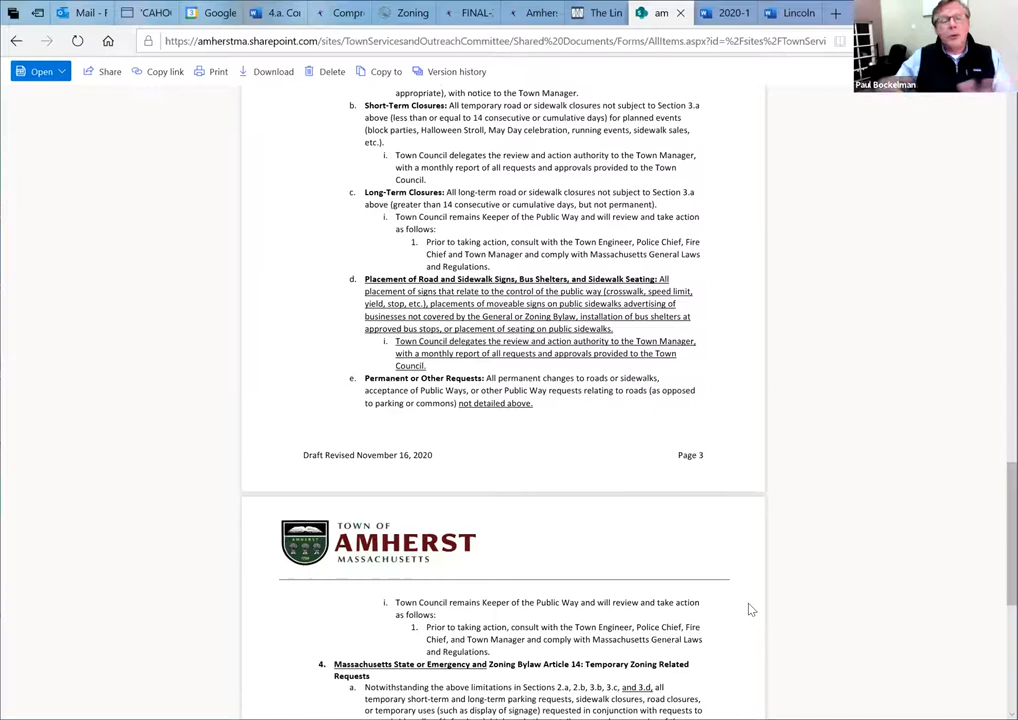 Mail - F
'CAHO
Google
4.a. Cor
Compre
Zoning
FINAL-
Amhers
The Lin
am
2020-1
Lincoln
https://amherstma.sharepoint.com/sites/TownServicesandOutreachCommittee/Shared%20Documents/Forms/AllItems.aspx?id=%2Fsites%2FTownServi
Open
Share
Copy link
Print
Download
Delete
Copy to
Version history
Paul Bockelman
appropriate), with notice to the Town Manager.
b. Short-Term Closures: All temporary road or sidewalk closures not subject to Section 3.a
above (less than or equal to 14 consecutive or cumulative days) for planned events
(block parties, Halloween Stroll, May Day celebration, running events, sidewalk sales,
etc.).
i. Town Council delegates the review and action authority to the Town Manager,
with a monthly report of all requests and approvals provided to the Town
Council.
c. Long-Term Closures: All long-term road or sidewalk closures not subject to Section 3.a
above (greater than 14 consecutive or cumulative days, but not permanent).
i. Town Council remains Keeper of the Public Way and will review and take action
as follows:
1. Prior to taking action, consult with the Town Engineer, Police Chief, Fire
Chief and Town Manager and comply with Massachusetts General Laws
and Regulations.
d. Placement of Road and Sidewalk Signs, Bus Shelters, and Sidewalk Seating: All
placement of signs that relate to the control of the public way (crosswalk, speed limit,
yield, stop, etc.), placements of moveable signs on public sidewalks advertising of
businesses not covered by the General or Zoning Bylaw, installation of bus shelters at
approved bus stops, or placement of seating on public sidewalks.
i. Town Council delegates the review and action authority to the Town Manager,
with a monthly report of all requests and approvals provided to the Town
Council.
e. Permanent or Other Requests: All permanent changes to roads or sidewalks,
acceptance of Public Ways, or other Public Way requests relating to roads (as opposed
to parking or commons) not detailed above.
Draft Revised November 16, 2020 Page 3
TOWN OF
AMHERST
MASSACHUSETTS
i. Town Council remains Keeper of the Public Way and will review and take action
as follows:
1. Prior to taking action, consult with the Town Engineer, Police Chief, Fire
Chief, and Town Manager and comply with Massachusetts General Laws
and Regulations.
4. Massachusetts State or Emergency and Zoning Bylaw Article 14: Temporary Zoning Related
Requests
a. Notwithstanding the above limitations in Sections 2.a, 2.b, 3.b, 3.c, and 3.d, all
temporary short-term and long-term parking requests, sidewalk closures, road closures,
or temporary uses (such as display of signage) requested in conjunction with requests to